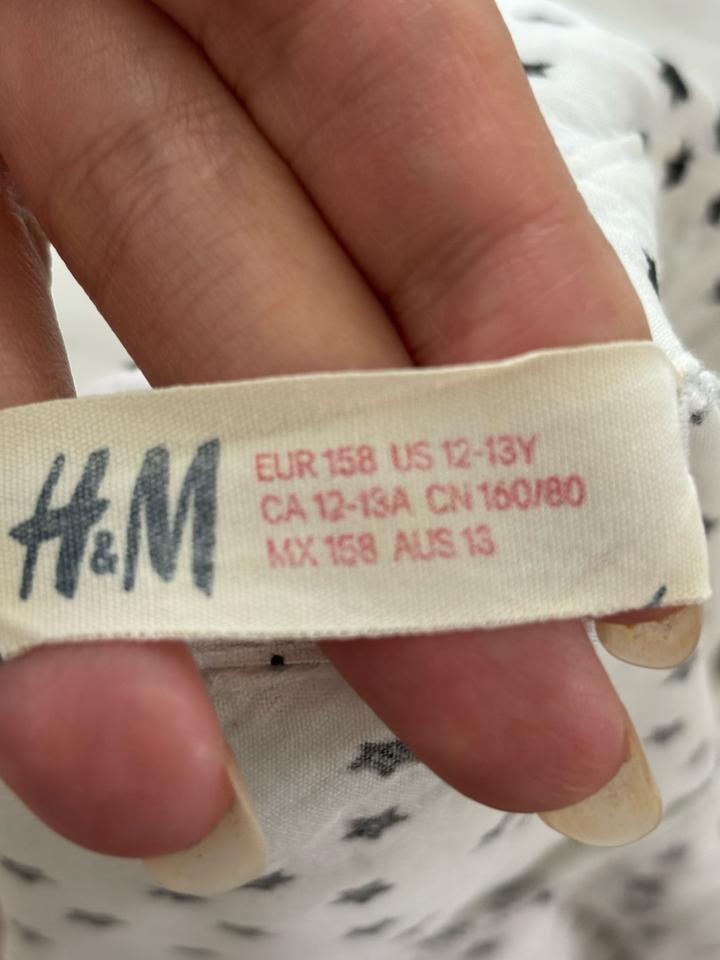 H&M
EUR 158 US 12-13Y
CA 12-13A CN 160/80
MX 158 AUS 13